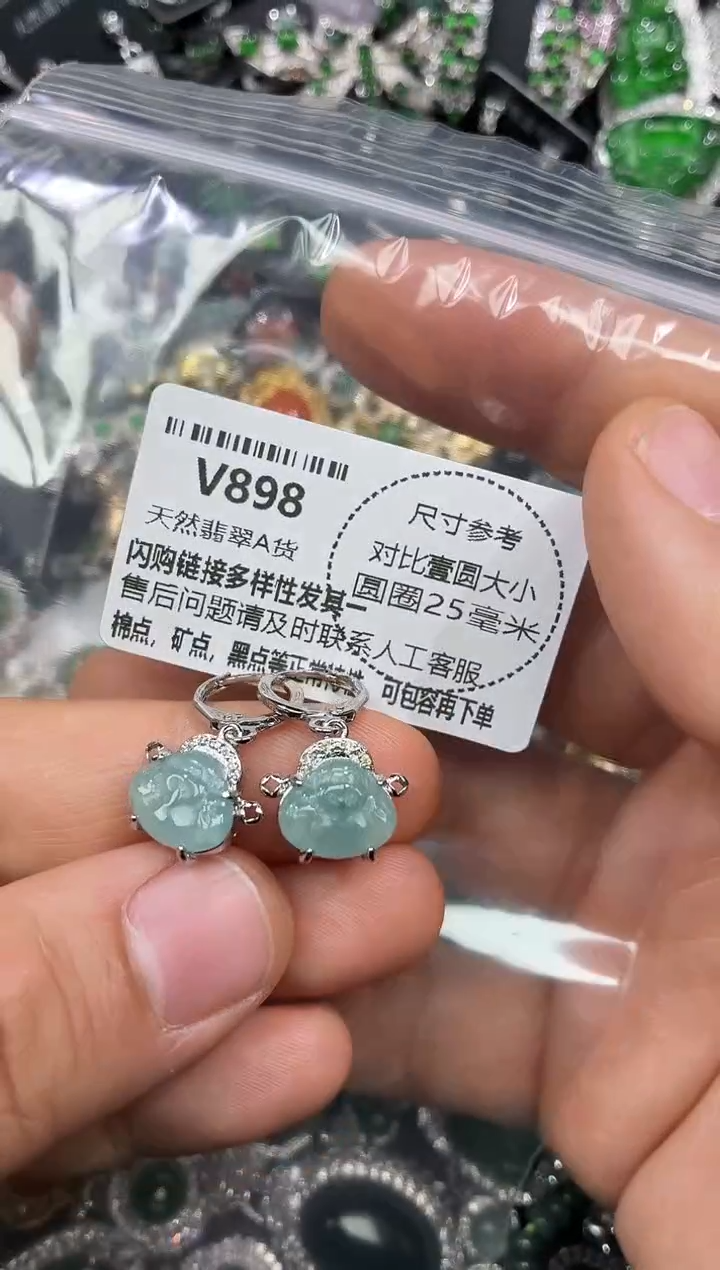 V898
天然翡翠A货
闪购链接多样性发其一
售后问题请及时联系人工客服
棉点，矿点，黑点等正常特性 可包容再下单
尺寸参考
对比壹圆大小
圆圈25毫米